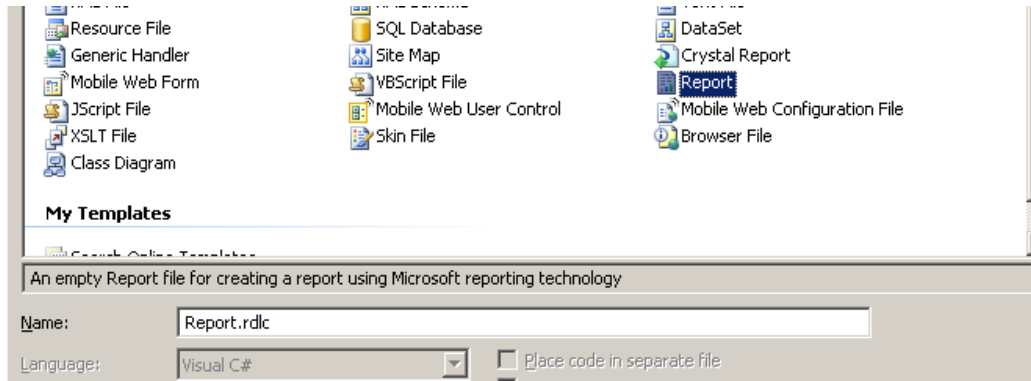 Resource File
SQL Database
DataSet
Generic Handler
Site Map
Crystal Report
Mobile Web Form
VBScript File
Report
JScript File
Mobile Web User Control
Mobile Web Configuration File
XSLT File
Skin File
Browser File
Class Diagram
My Templates
An empty Report file for creating a report using Microsoft reporting technology
Name:
Report.rdlc
Language:
Visual C#
Place code in separate file